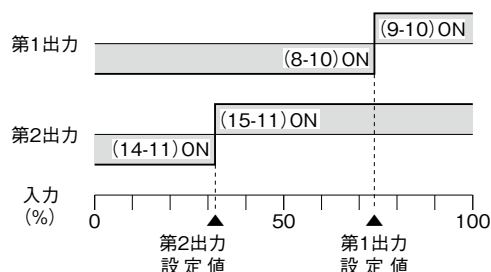 第1出力
(9-10)ON
(8-10)ON
第2出力
(15-11)ON
(14-11)ON
入力
(%)
0
50
100
第2出力
設定値
第1出力
設定値